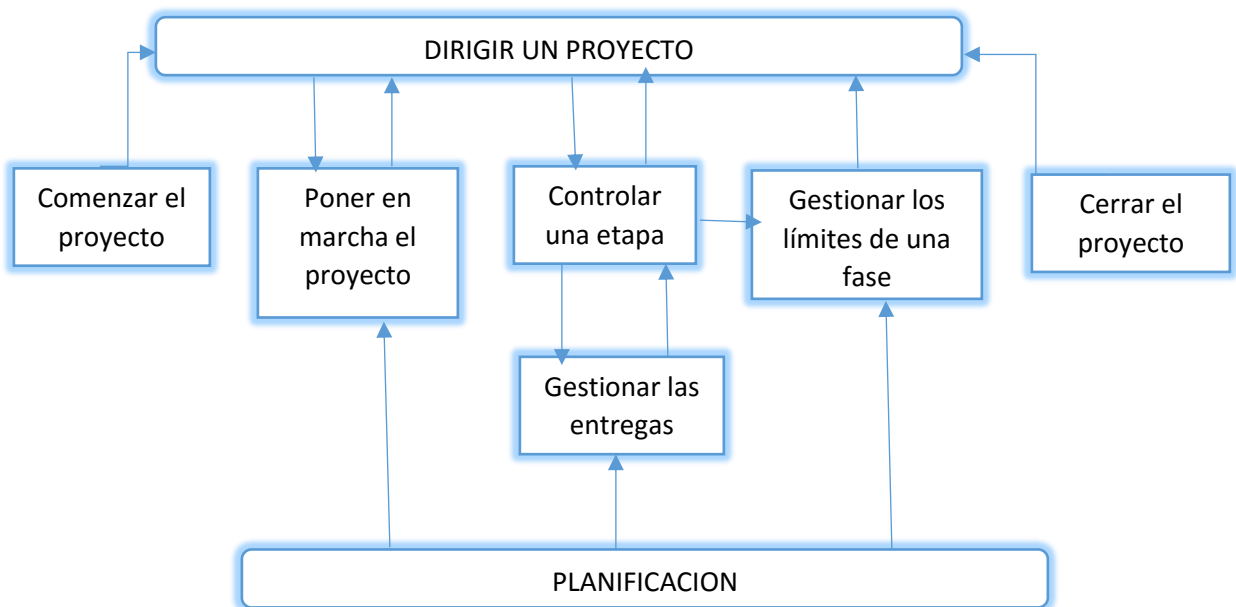 DIRIGIR UN PROYECTO
Comenzar el
proyecto
Poner en
marcha el
proyecto
Controlar
una etapa
Gestionar los
límites de una
fase
Cerrar el
proyecto
Gestionar las
entregas
PLANIFICACION